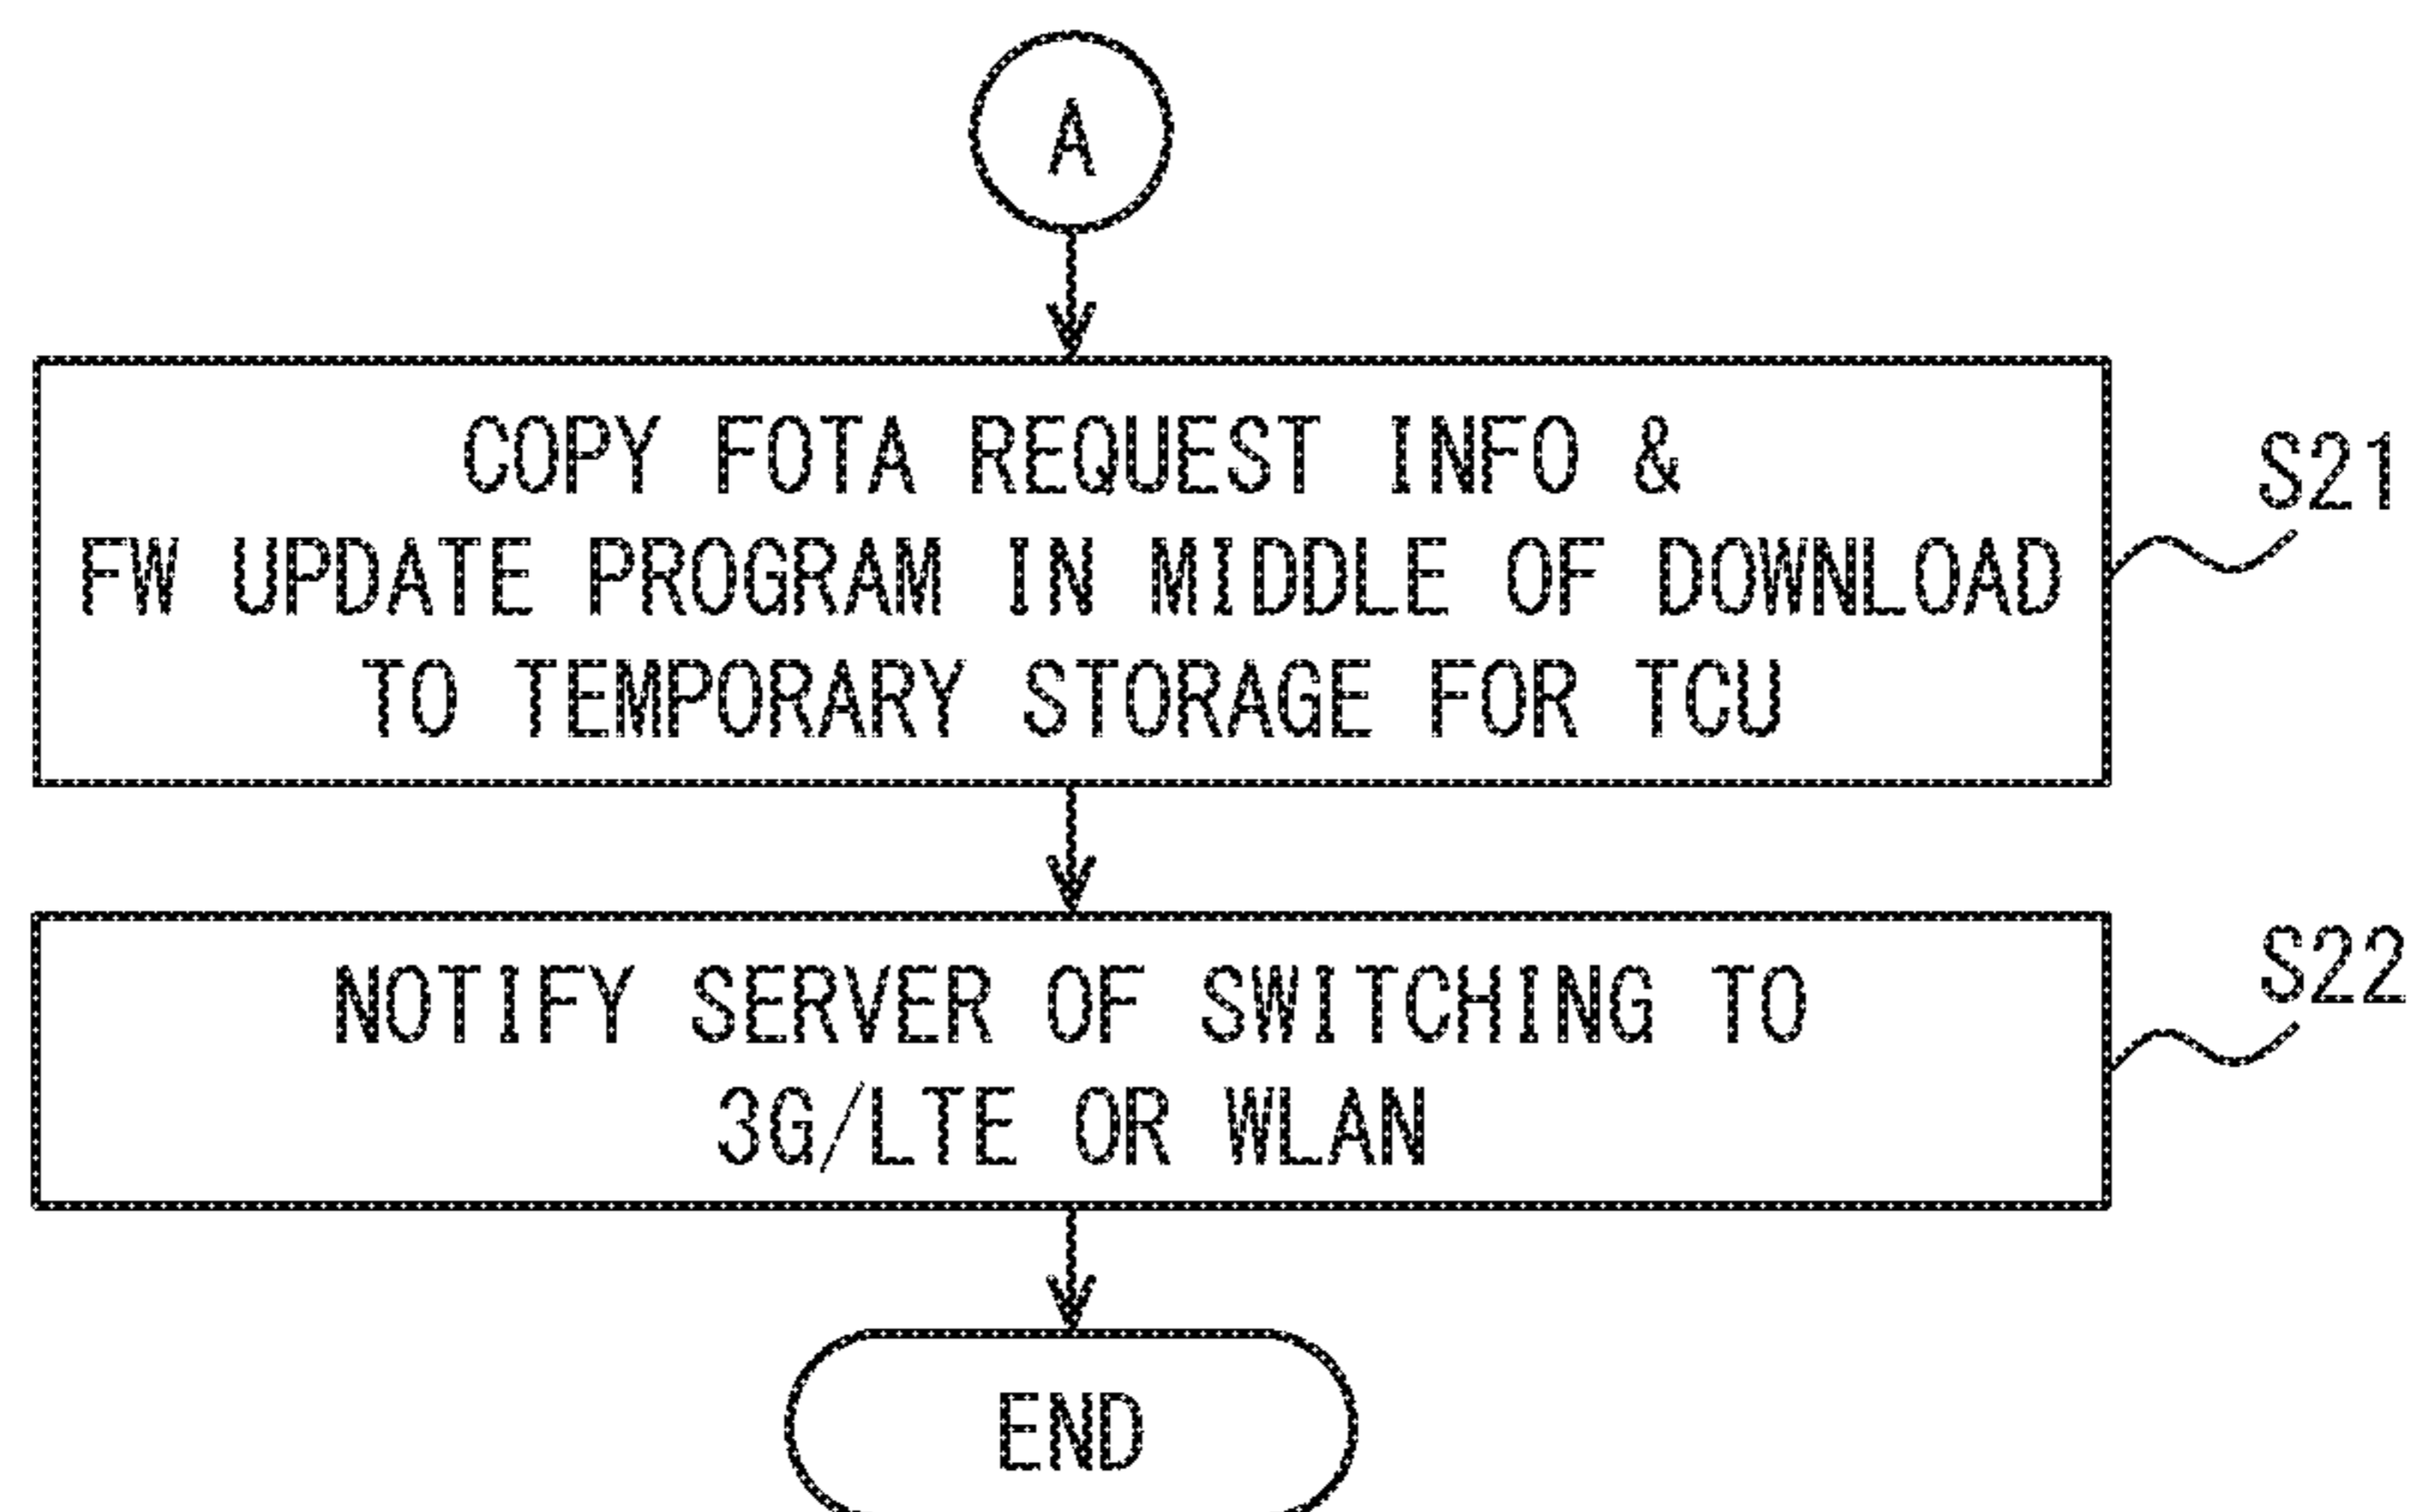 A
COPY FOTA REQUEST INFO &
FW UPDATE PROGRAM IN MIDDLE OF DOWNLOAD
TO TEMPORARY STORAGE FOR TCU
S21
NOTIFY SERVER OF SWITCHING TO
3G/LTE OR WLAN
S22
END